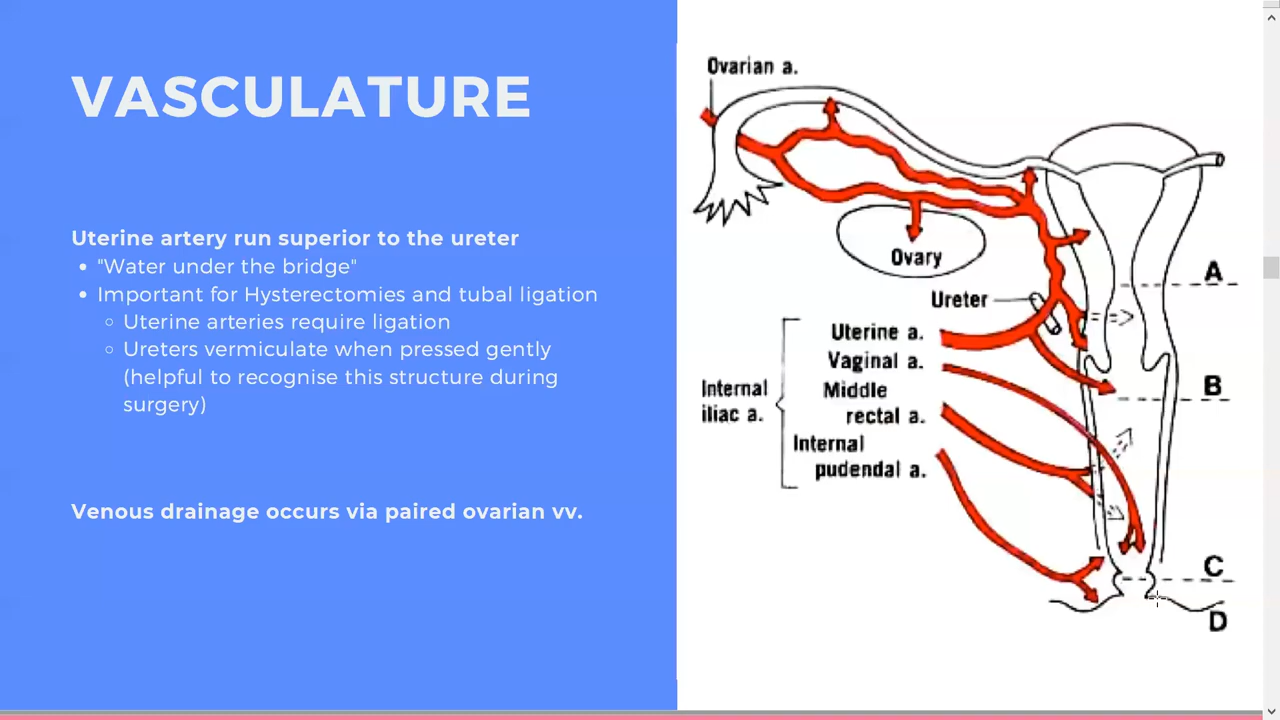 VASCULATURE
Uterine artery run superior to the ureter
"Water under the bridge"
Important for Hysterectomies and tubal ligation
Uterine arteries require ligation
Ureters vermiculate when pressed gently
(helpful to recognise this structure during
surgery)
Venous drainage occurs via paired ovarian vv.
Ovarian a.
Ovary
Ureter
Uterine a.
Vaginal a.
Middle
rectal a.
Internal
pudendal a.
Internal
iliac a.
A
B
C
D